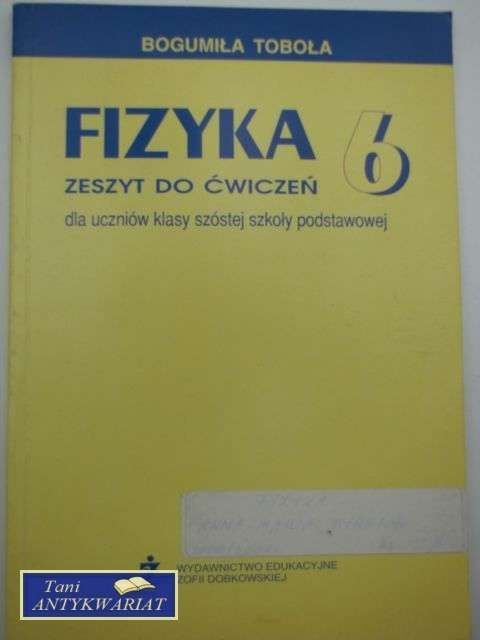 BOGUMIŁA TOBOŁA
FIZYKA 6
ZESZYT DO ĆWICZEŃ
dla uczniów klasy szóstej szkoły podstawowej
WYDAWNICTWO EDUKACYJNE
ZOFII DOBKOWSKIEJ
Tani
ANTYKWARIAT